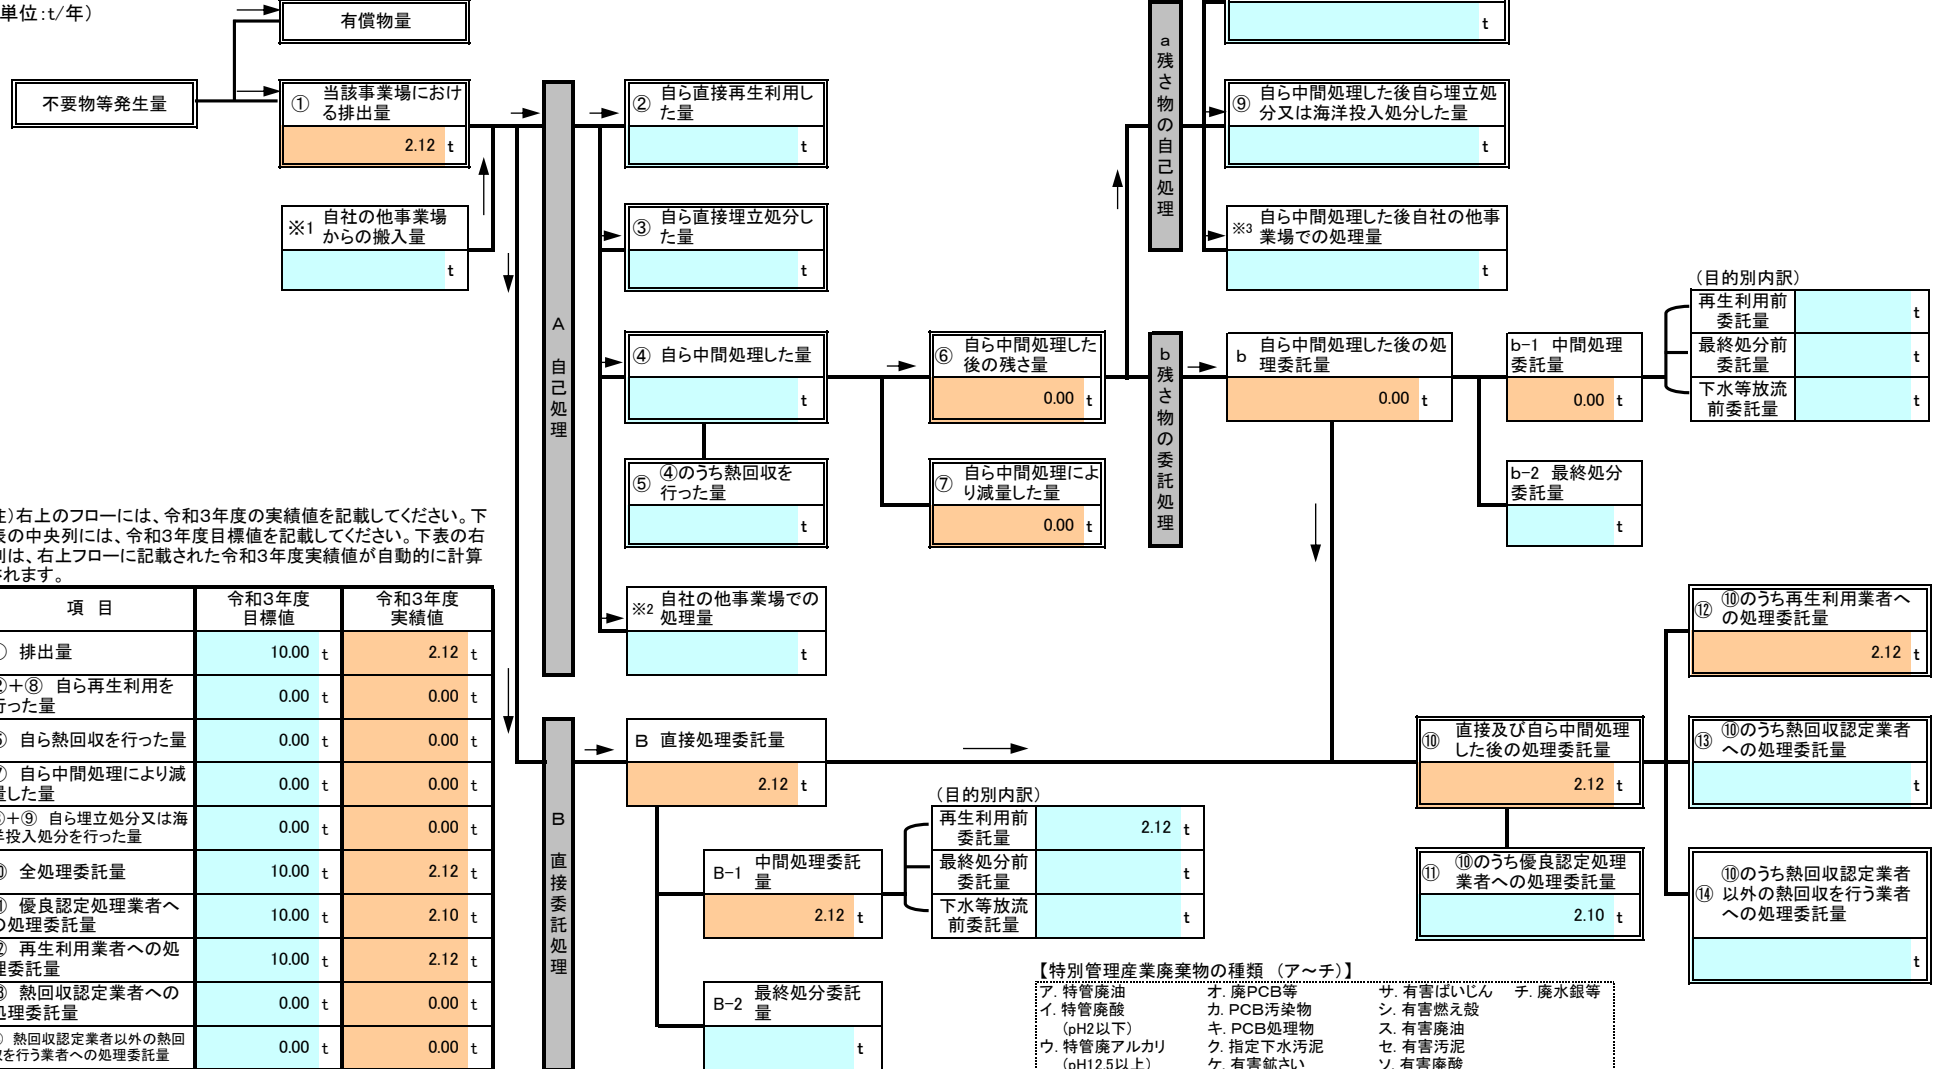 単位:t/年)
有償物量
不要物等発生量
① 当該事業場におけ
る排出量
2.12 t
※1 自社の他事業場
からの搬入量
t
A 自己処理
② 自ら直接再生利用し
た量
t
③ 自ら直接埋立処分し
た量
t
④ 自ら中間処理した量
t
⑤ ④のうち熱回収を
行った量
t
※2 自社の他事業場での
処理量
t
⑥ 自ら中間処理した
後の残さ量
0.00 t
⑦ 自ら中間処理によ
り減量した量
0.00 t
a 残さ物の自己処理
t
⑨ 自ら中間処理した後自ら埋立処
分又は海洋投入処分した量
t
※3 自ら中間処理した後自社の他事
業場での処理量
t
b 残さ物の委託処理
b 自ら中間処理した後の処
理委託量
0.00 t
b-1 中間処理
委託量
0.00 t
b-2 最終処分
委託量
t
(目的別内訳)
再生利用前
委託量
t
最終処分前
委託量
t
下水等放流
前委託量
t
注)右上のフローには、令和3年度の実績値を記載してください。下
表の中央列には、令和3年度目標値を記載してください。下表の右
列は、右上フローに記載された令和3年度実績値が自動的に計算
されます。
項 目 令和3年度
目標値 令和3年度
実績値
① 排出量 10.00 t 2.12 t
②+⑧ 自ら再生利用を
行った量 0.00 t 0.00 t
⑤ 自ら熱回収を行った量 0.00 t 0.00 t
⑦ 自ら中間処理により減
量した量 0.00 t 0.00 t
③+⑨ 自ら埋立処分又は海
洋投入処分を行った量 0.00 t 0.00 t
⑩ 全処理委託量 10.00 t 2.12 t
⑪ 優良認定処理業者へ
の処理委託量 10.00 t 2.10 t
⑫ 再生利用業者への処
理委託量 10.00 t 2.12 t
⑬ 熱回収認定業者への
処理委託量 0.00 t 0.00 t
⑭ 熱回収認定業者以外の熱回
収を行う業者への処理委託量 0.00 t 0.00 t
B 直接委託処理
B 直接処理委託量
2.12 t
B-1 中間処理委託
量
2.12 t
B-2 最終処分委託
量
t
(目的別内訳)
再生利用前
委託量
2.12 t
最終処分前
委託量
t
下水等放流
前委託量
t
⑩ 直接及び自ら中間処理
した後の処理委託量
2.12 t
⑪ ⑩のうち優良認定処理
業者への処理委託量
2.10 t
⑫ ⑩のうち再生利用業者へ
の処理委託量
2.12 t
⑬ ⑩のうち熱回収認定業者
への処理委託量
t
⑭ ⑩のうち熱回収認定業者
以外の熱回収を行う業者
への処理委託量
t
【特別管理産業廃棄物の種類 (ア~チ)】
ア. 特管廃油 オ. 廃PCB等 サ. 有害ばいじん チ. 廃水銀等
イ. 特管廃酸 カ. PCB汚染物 シ. 有害燃え殻
(pH2以下) キ. PCB処理物 ス. 有害廃油
ウ. 特管廃アルカリ ク. 指定下水汚泥 セ. 有害汚泥
(pH12.5以上) ケ. 有害鉱さい ソ. 有害廃酸